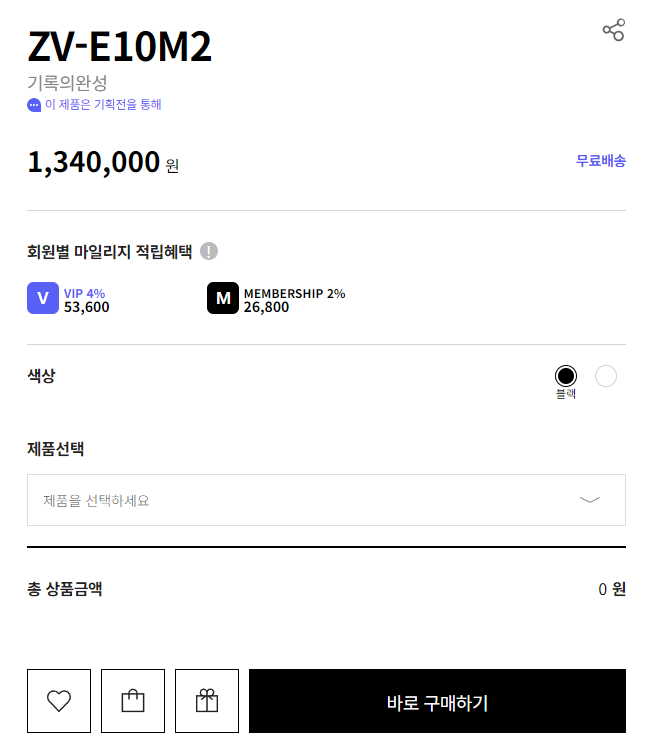 ZV-E10M2
기록의완성
이 제품은 기획전을 통해
1,340,000 원
무료배송
회원별 마일리지 적립혜택 !
V VIP 4%
53,600
M MEMBERSHIP 2%
26,800
색상
블랙
제품선택
제품을 선택하세요
총 상품금액
0 원
바로 구매하기